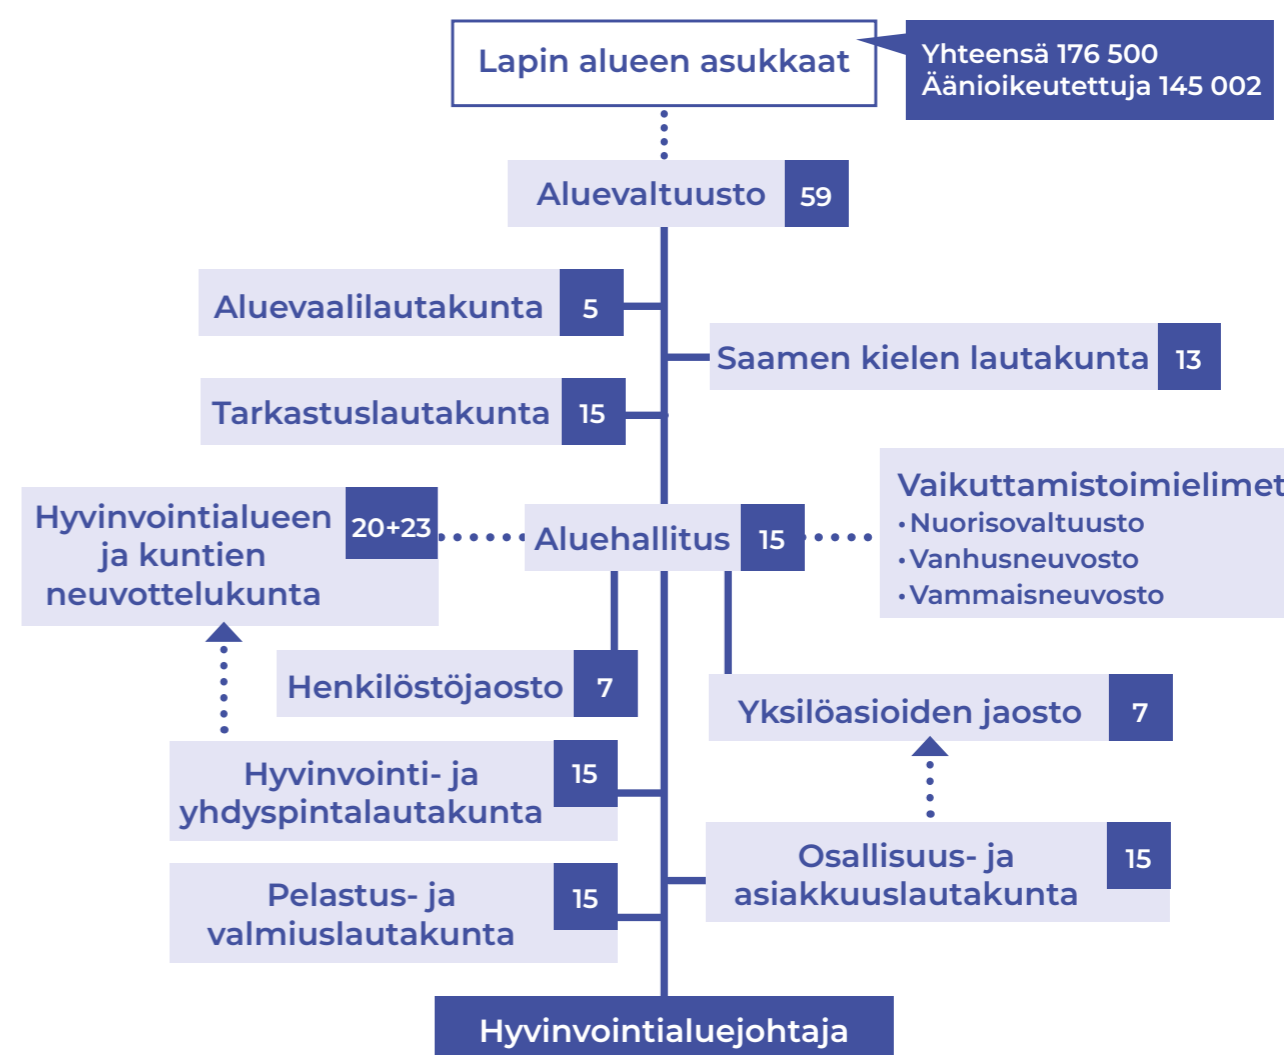 Lapin alueen asukkaat
Yhteensä 176 500
Äänioikeutettuja 145 002
Aluevaltuusto 59
Aluevaalilautakunta 5
Saamen kielen lautakunta 13
Tarkastuslautakunta 15
Hyvinvointialueen
ja kuntien
neuvottelukunta
20+23
Aluehallitus 15
Vaikuttamistoimielimet
• Nuorisovaltuusto
• Vanhusneuvosto
• Vammaisneuvosto
Henkilöstöjaosto 7
Yksilöasioiden jaosto 7
Hyvinvointi- ja
yhdyspintalautakunta
15
Osallisuus- ja
asiakkuuslautakunta
15
Pelastus- ja
valmiuslautakunta
15
Hyvinvointialuejohtaja